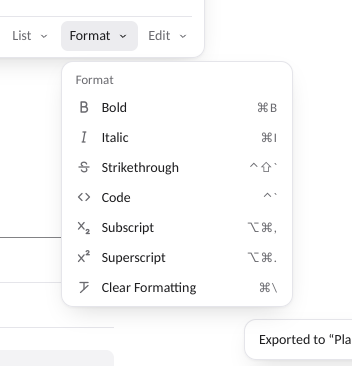 List Format Edit
Format
Bold ⌘B
Italic ⌘I
Strikethrough ⌃⇧`
Code ⌃`
Subscript ⌥⌘,
Superscript ⌥⌘.
Clear Formatting ⌘\
Exported to “Pla